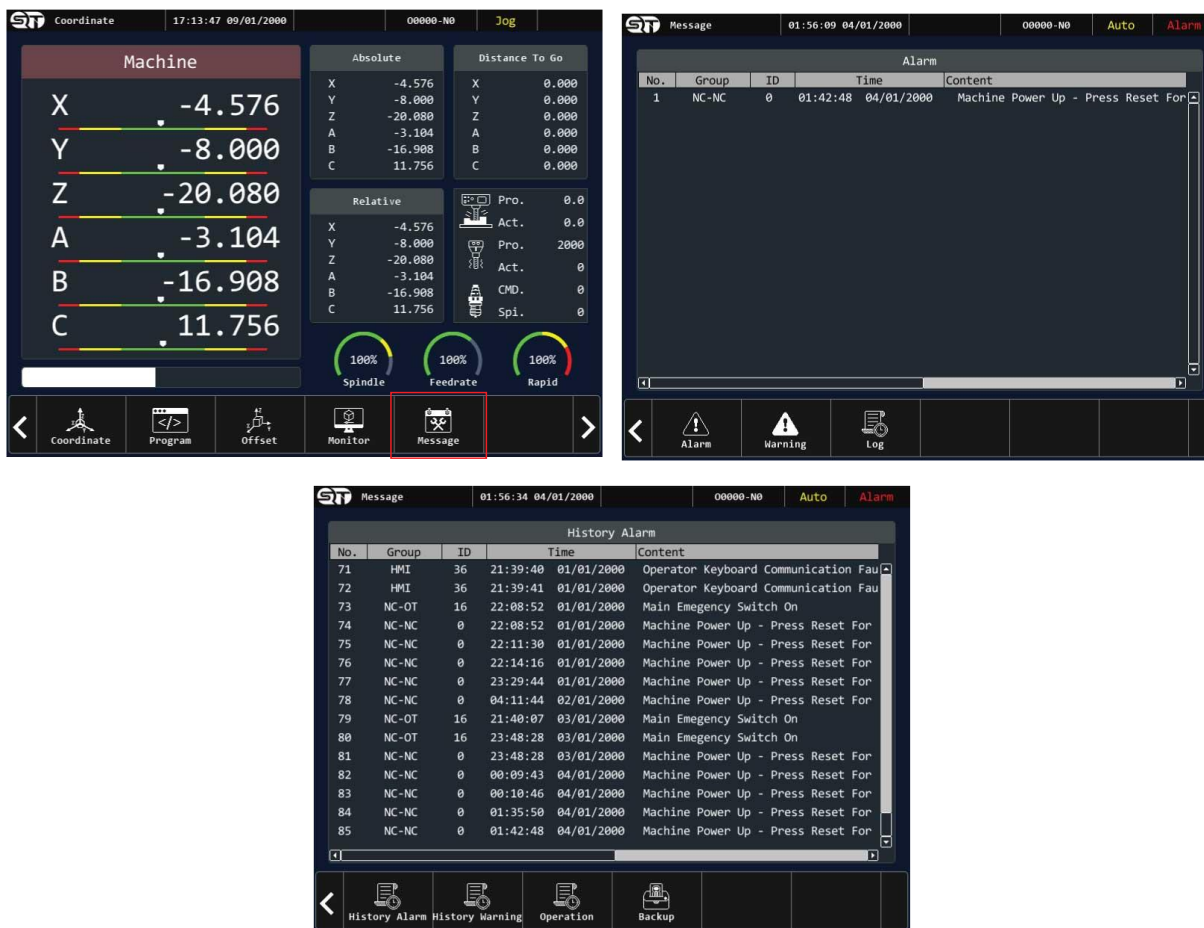 STT Coordinate 17:13:47 09/01/2000 O0000-N0 Jog
Machine
X -4.576
Y -8.000
Z -20.080
A -3.104
B -16.908
C 11.756
Absolute
X -4.576
Y -8.000
Z -20.080
A -3.104
B -16.908
C 11.756
Distance To Go
X 0.000
Y 0.000
Z 0.000
A 0.000
B 0.000
C 0.000
Relative
X -4.576
Y -8.000
Z -20.080
A -3.104
B -16.908
C 11.756
Pro. 0.0
Act. 0.0
Pro. 2000
Act. 0
CMD. 0
Spi. 0
100% 100% 100%
Spindle Feedrate Rapid
Coordinate Program Offset Monitor Message
STT Message 01:56:09 04/01/2000 O0000-N0 Auto Alarm
Alarm
No. Group ID Time Content
1 NC-NC 0 01:42:48 04/01/2000 Machine Power Up - Press Reset For
Alarm Warning Log
STT Message 01:56:34 04/01/2000 O0000-N0 Auto Alarm
History Alarm
No. Group ID Time Content
71 HMI 36 21:39:40 01/01/2000 Operator Keyboard Communication Fau
72 HMI 36 21:39:41 01/01/2000 Operator Keyboard Communication Fau
73 NC-OT 16 22:08:52 01/01/2000 Main Emegency Switch On
74 NC-NC 0 22:08:52 01/01/2000 Machine Power Up - Press Reset For
75 NC-NC 0 22:11:30 01/01/2000 Machine Power Up - Press Reset For
76 NC-NC 0 22:14:16 01/01/2000 Machine Power Up - Press Reset For
77 NC-NC 0 23:29:44 01/01/2000 Machine Power Up - Press Reset For
78 NC-NC 0 04:11:44 02/01/2000 Machine Power Up - Press Reset For
79 NC-OT 16 21:40:07 03/01/2000 Main Emegency Switch On
80 NC-OT 16 23:48:28 03/01/2000 Main Emegency Switch On
81 NC-NC 0 23:48:28 03/01/2000 Machine Power Up - Press Reset For
82 NC-NC 0 00:09:43 04/01/2000 Machine Power Up - Press Reset For
83 NC-NC 0 00:10:46 04/01/2000 Machine Power Up - Press Reset For
84 NC-NC 0 01:35:50 04/01/2000 Machine Power Up - Press Reset For
85 NC-NC 0 01:42:48 04/01/2000 Machine Power Up - Press Reset For
History Alarm History Warning Operation Backup